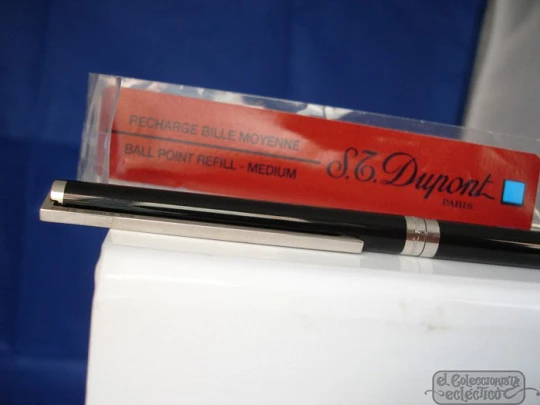 RECHARGE BILLE MOYENNE
BALL POINT REFILL - MEDIUM
S.T. Dupont
PARIS
el Coleccionista
ecléctico